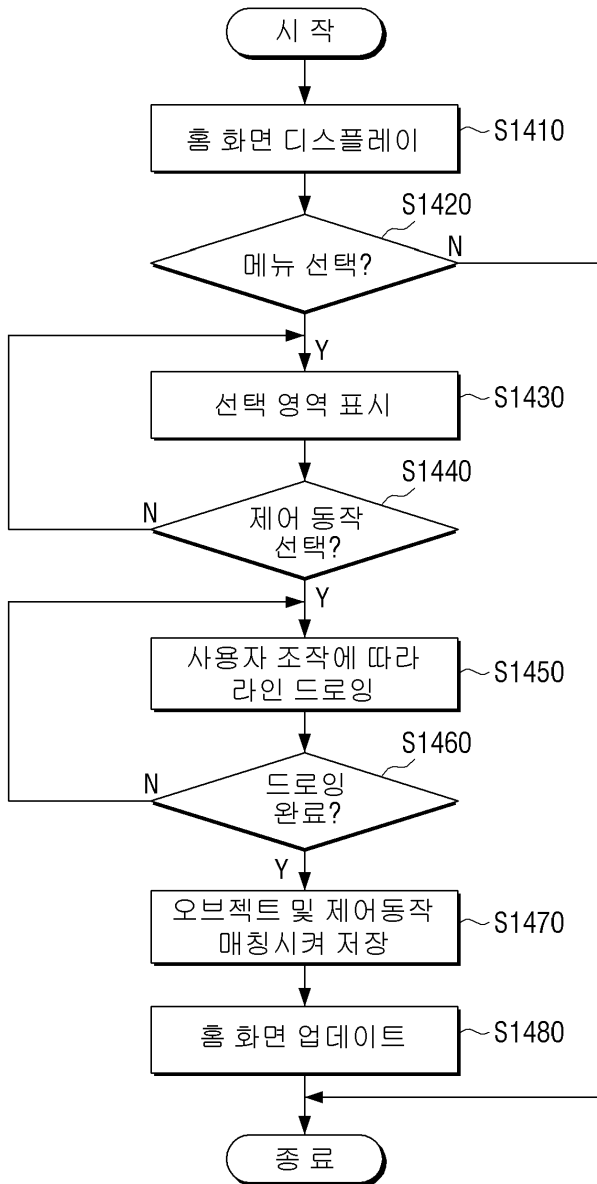 시 작
홈 화면 디스플레이
S1410
S1420
메뉴 선택?
N
Y
선택 영역 표시
S1430
S1440
제어 동작
선택?
N
Y
사용자 조작에 따라
라인 드로잉
S1450
S1460
드로잉
완료?
N
Y
오브젝트 및 제어동작
매칭시켜 저장
S1470
홈 화면 업데이트
S1480
종 료